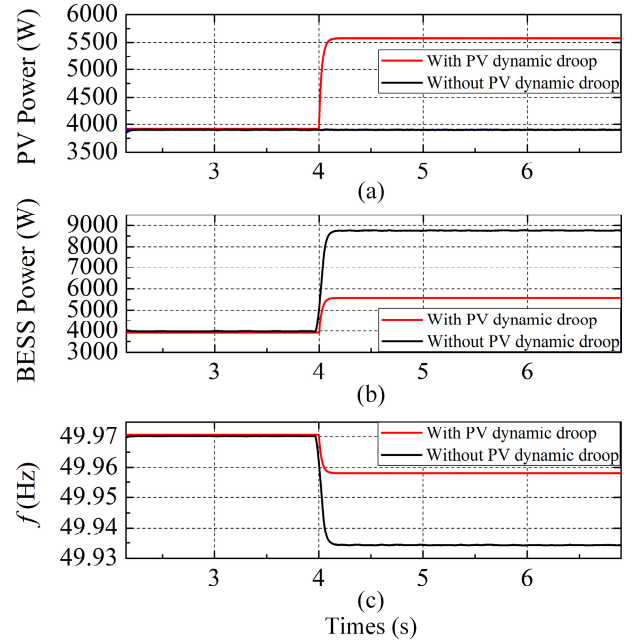 PV Power (W)
6000
5500
5000
4500
4000
3500
With PV dynamic droop
Without PV dynamic droop
3
4
5
6
(a)
BESS Power (W)
9000
8000
7000
6000
5000
4000
3000
With PV dynamic droop
Without PV dynamic droop
3
4
5
6
(b)
f (Hz)
49.97
49.96
49.95
49.94
49.93
With PV dynamic droop
Without PV dynamic droop
3
4
5
6
(c)
Times (s)